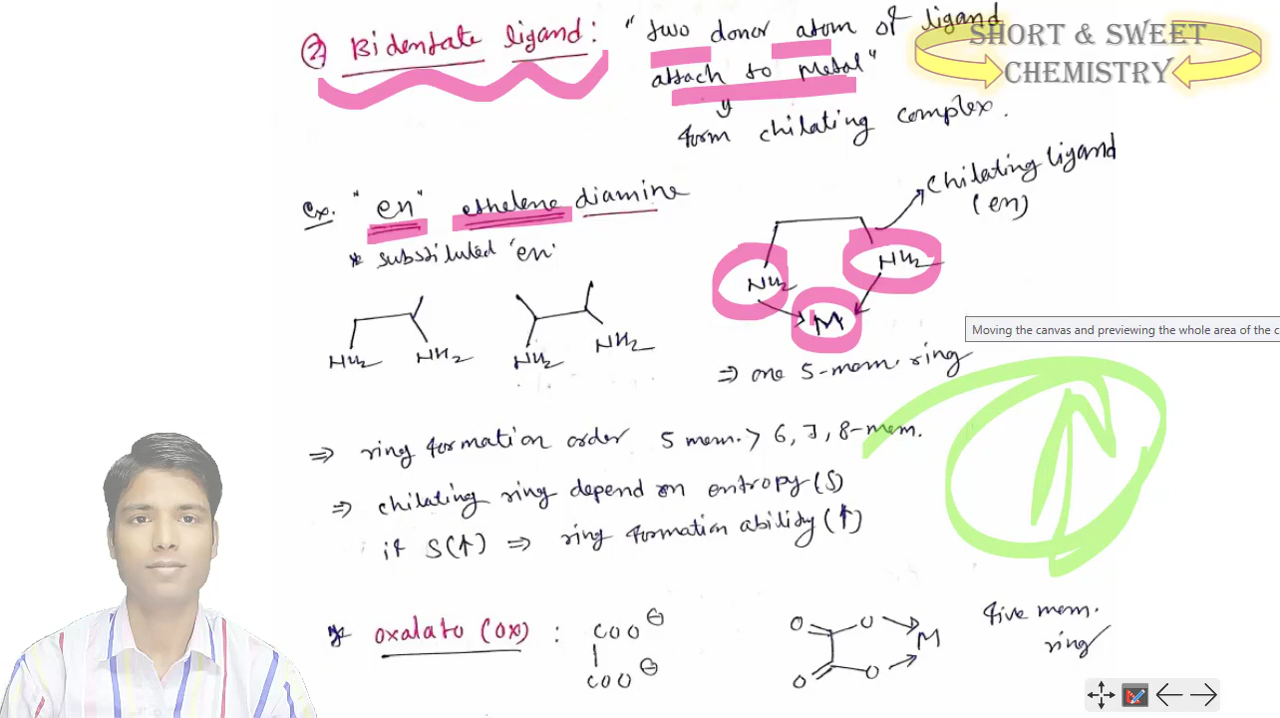 ② Bidentate ligand : "two donor atom of ligand
attach to Metal"
y
form chilating complex.
SHORT & SWEET
CHEMISTRY
Ex. "en" ethelene diamine
* substiluted 'en'
Chilating ligand
(en)
NH2 NH2
M
NH2 NH2 NH2 NH2
Moving the canvas and previewing the whole area of the c
⇒ one 5-mem ring
⇒ ring formation order 5 mem. > 6, 7, 8-mem.
⇒ chilating ring depend on entropy (S)
if S(↑) ⇒ ring formation ability (↑)
* oxalato (ox) : COO⊖
COO⊖
O O M
O O
five mem.
ring